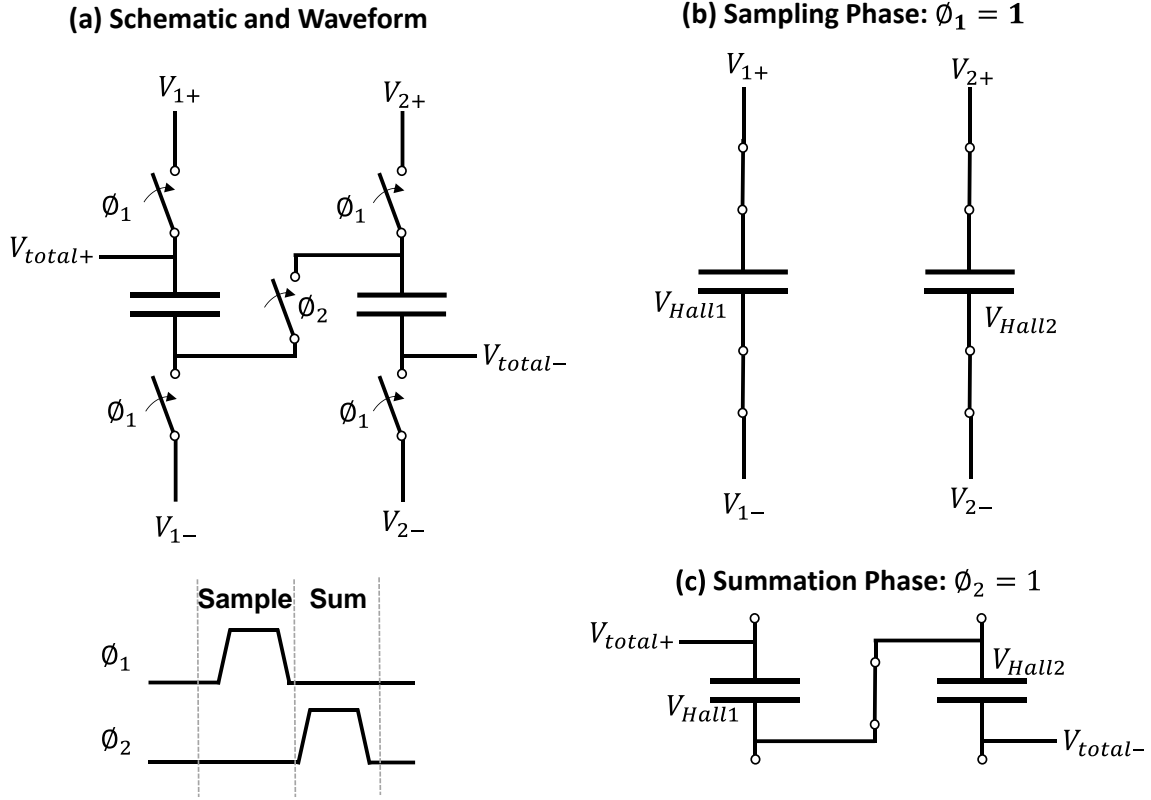 (a) Schematic and Waveform
V1+
V2+
∅1
∅1
Vtotal+
∅2
Vtotal−
∅1
∅1
V1−
V2−
Sample Sum
∅1
∅2
(b) Sampling Phase: ∅1 = 1
V1+
V2+
VHall1
VHall2
V1−
V2−
(c) Summation Phase: ∅2 = 1
Vtotal+
VHall2
VHall1
Vtotal−